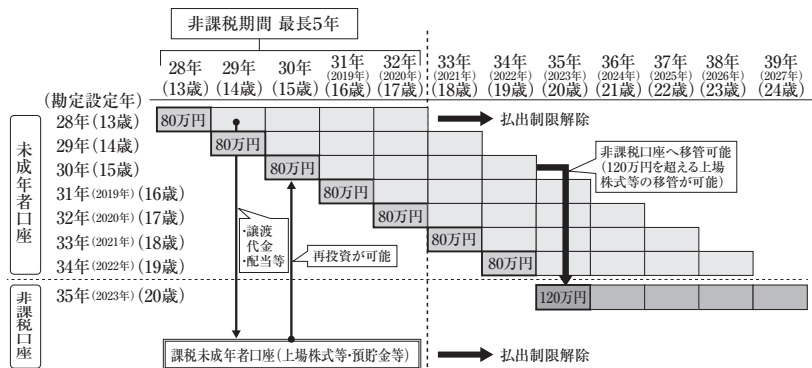 非課税期間 最長5年
28年 29年 30年 31年 32年 33年 34年 35年 36年 37年 38年 39年
(2019年) (2020年) (2021年) (2022年) (2023年) (2024年) (2025年) (2026年) (2027年)
(13歳) (14歳) (15歳) (16歳) (17歳) (18歳) (19歳) (20歳) (21歳) (22歳) (23歳) (24歳)
(勘定設定年)
未成年者口座
28年(13歳) 80万円 払出制限解除
29年(14歳) 80万円
30年(15歳) 80万円
非課税口座へ移管可能
(120万円を超える上場
株式等の移管が可能)
31年(2019年)(16歳) 80万円
32年(2020年)(17歳) 80万円
33年(2021年)(18歳) 80万円
34年(2022年)(19歳) 80万円
・譲渡
代金
・配当等
再投資が可能
非課税口座
35年(2023年)(20歳) 120万円
課税未成年者口座(上場株式等・預貯金等) 払出制限解除